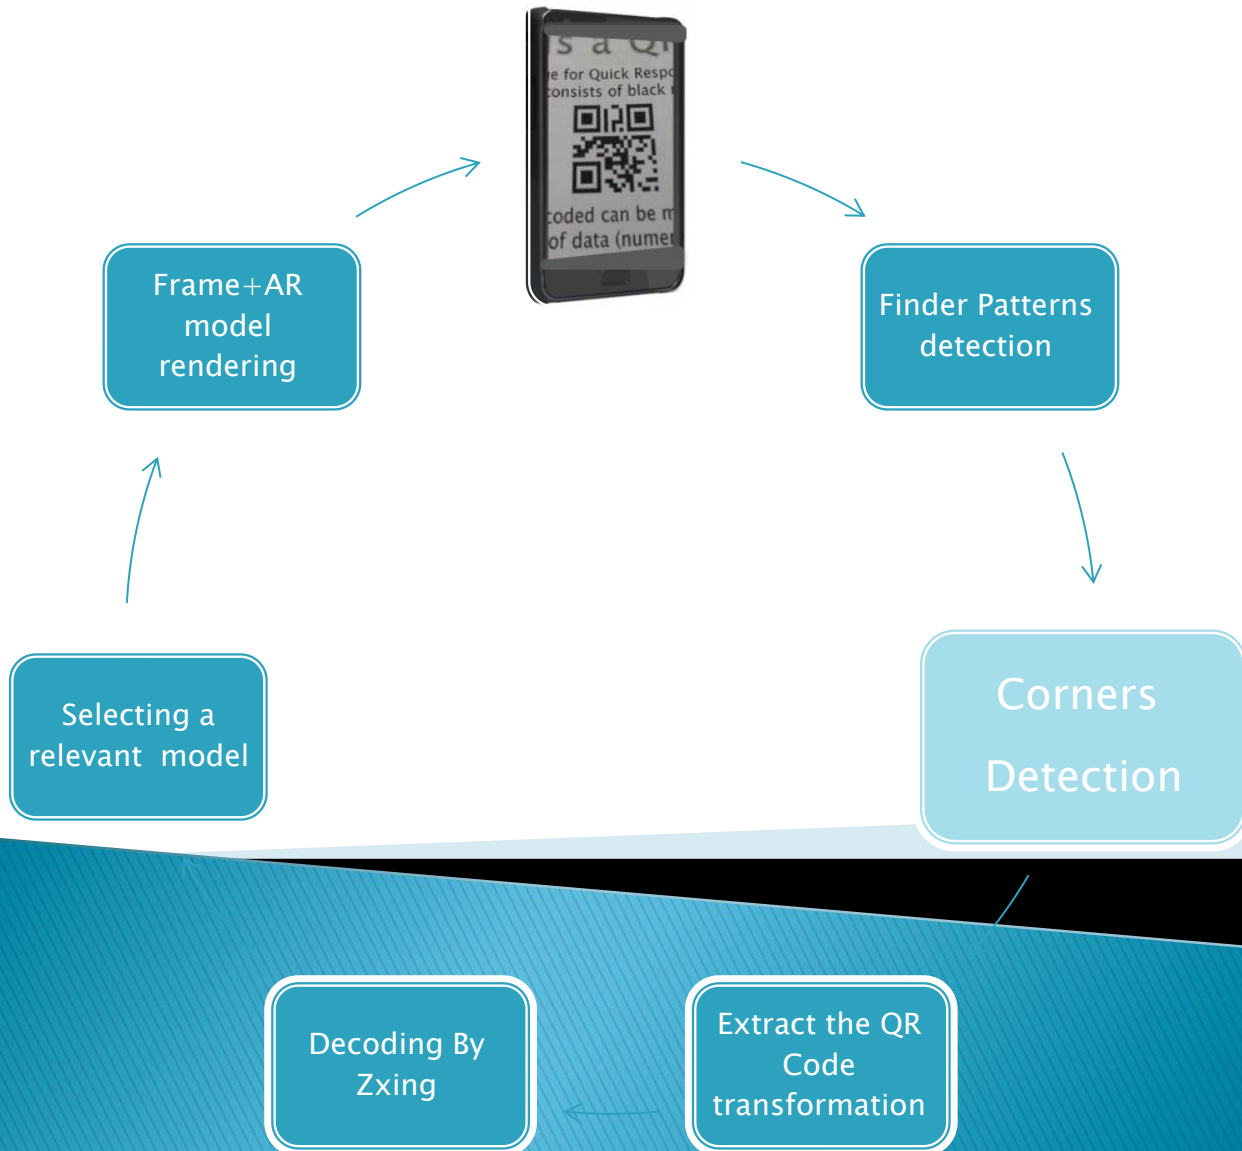 s a
e for Quick Respo
consists of black
coded can be m
of data (numer
Finder Patterns
detection
Corners
Detection
Extract the QR
Code
transformation
Decoding By
Zxing
Selecting a
relevant model
Frame+AR
model
rendering